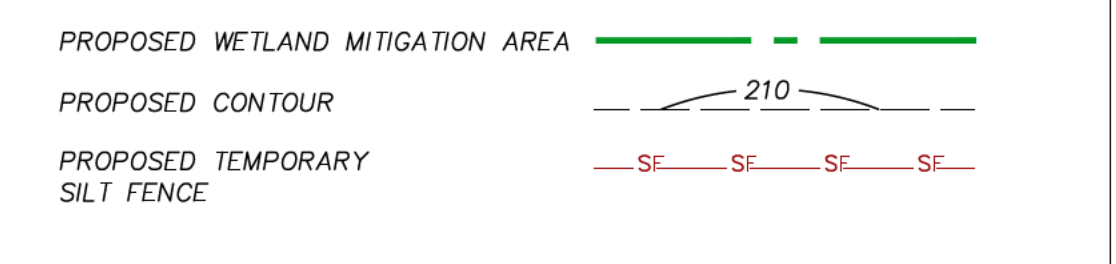 PROPOSED WETLAND MITIGATION AREA
PROPOSED CONTOUR 210
PROPOSED TEMPORARY
SILT FENCE
SF SF SF SF